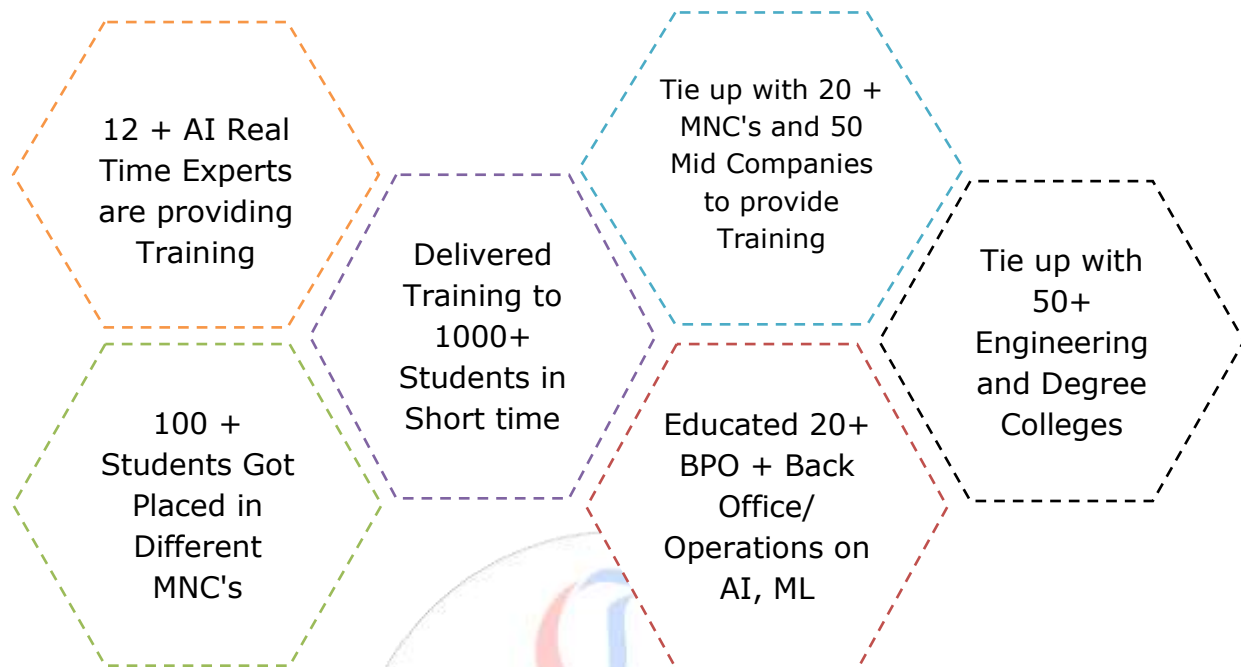 12 + AI Real
Time Experts
are providing
Training
Tie up with 20 +
MNC's and 50
Mid Companies
to provide
Training
Delivered
Training to
1000+
Students in
Short time
Tie up with
50+
Engineering
and Degree
Colleges
100 +
Students Got
Placed in
Different
MNC's
Educated 20+
BPO + Back
Office/
Operations on
AI, ML